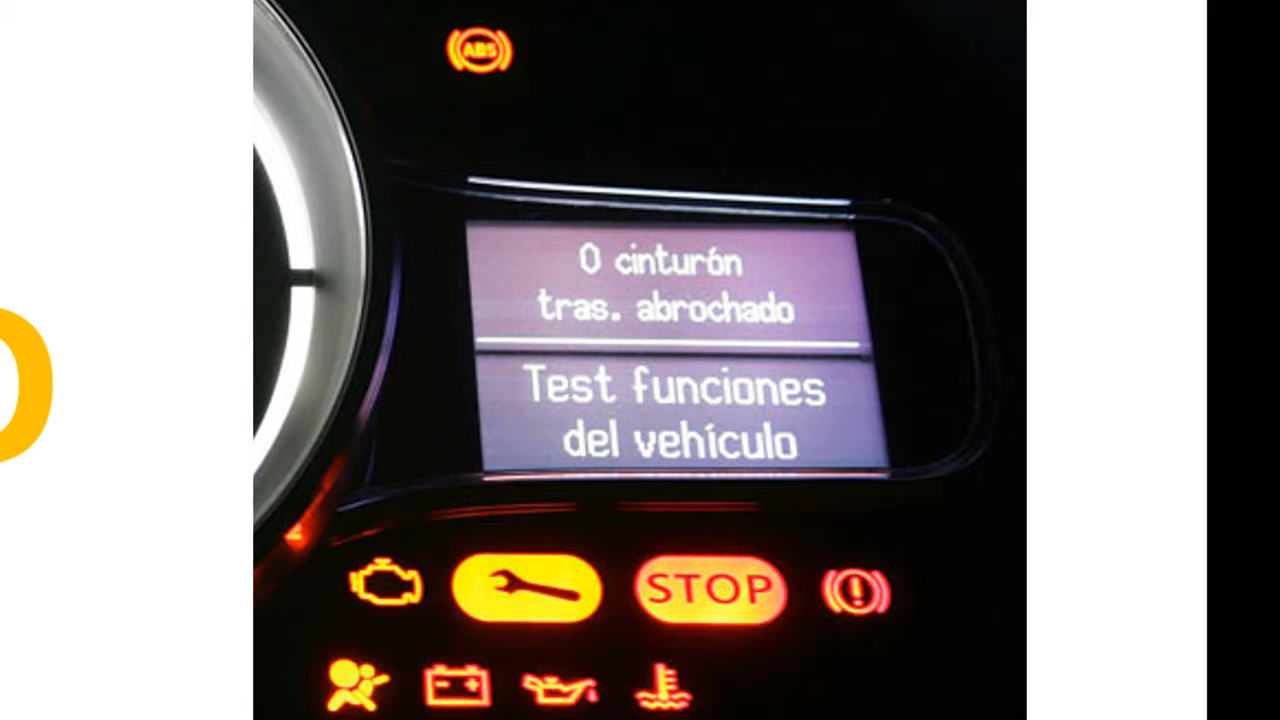 ABS
0 cinturón
tras. abrochado
Test funciones
del vehículo
STOP